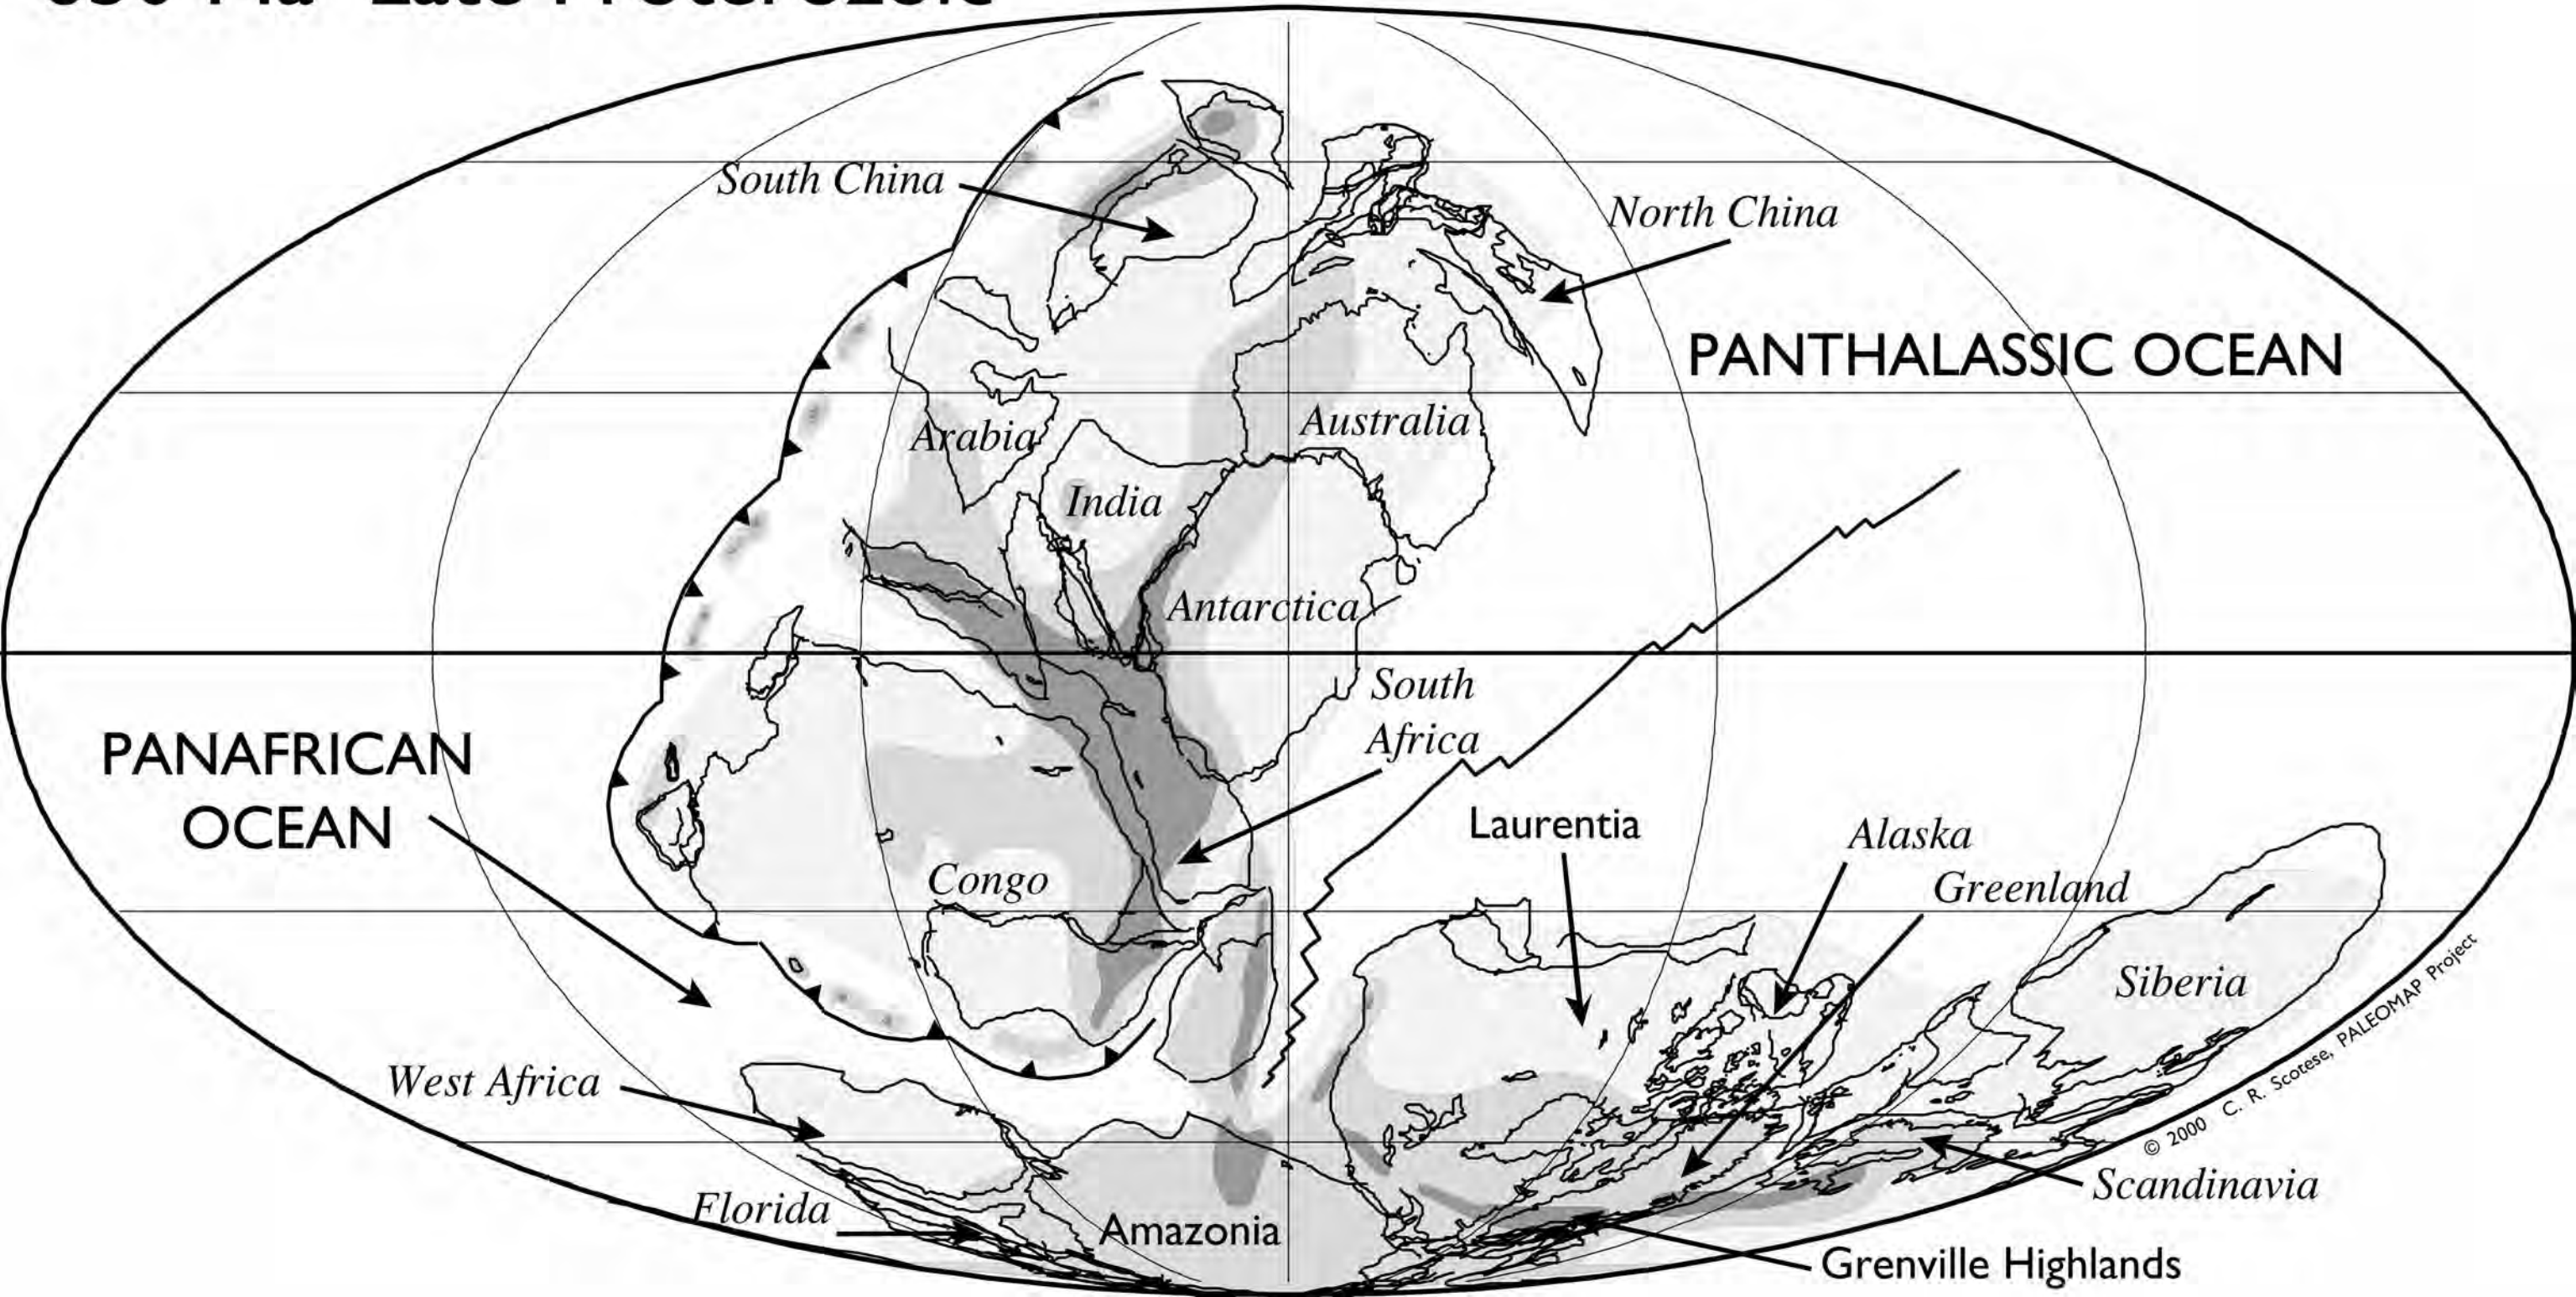 South China
North China
PANTHALASSIC OCEAN
Arabia
Australia
India
Antarctica
South
Africa
PANAFRICAN
OCEAN
Laurentia
Alaska
Greenland
Congo
Siberia
West Africa
Scandinavia
Florida
Amazonia
Grenville Highlands
© 2000 C. R. Scotese, PALEOMAP Project